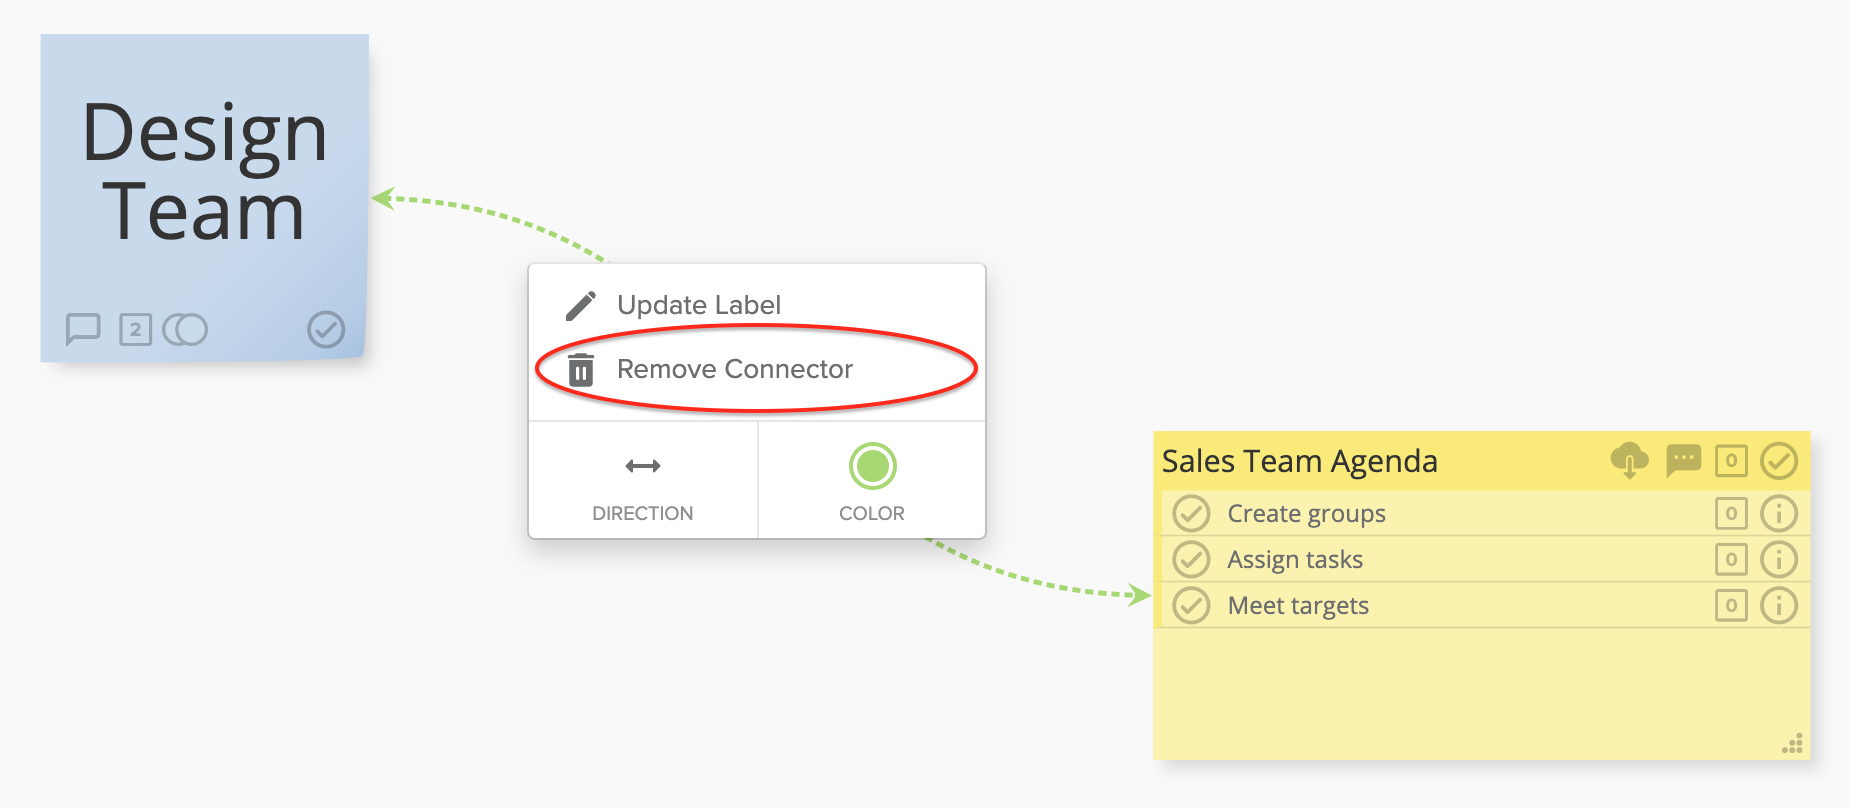 Design
Team
2
Update Label
Remove Connector
DIRECTION
COLOR
Sales Team Agenda
0
Create groups
0
Assign tasks
0
Meet targets
0